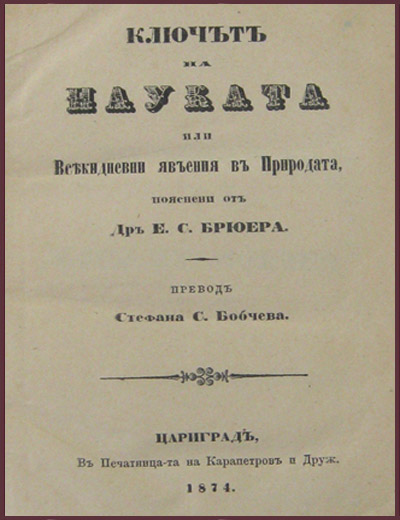 КЛЮЧЪТЪ
НА
НАУКАТА
ИЛИ
Всѣкидневни явѣения въ Природата,
пояснени отъ
Дръ Е. С. БРЮЕРА.
ПРЕВОДЪ
Стефана С. Бобчева.
ЦАРИГРАДЪ,
Въ Печатница-та на Карапетровъ и Друж.
1874.